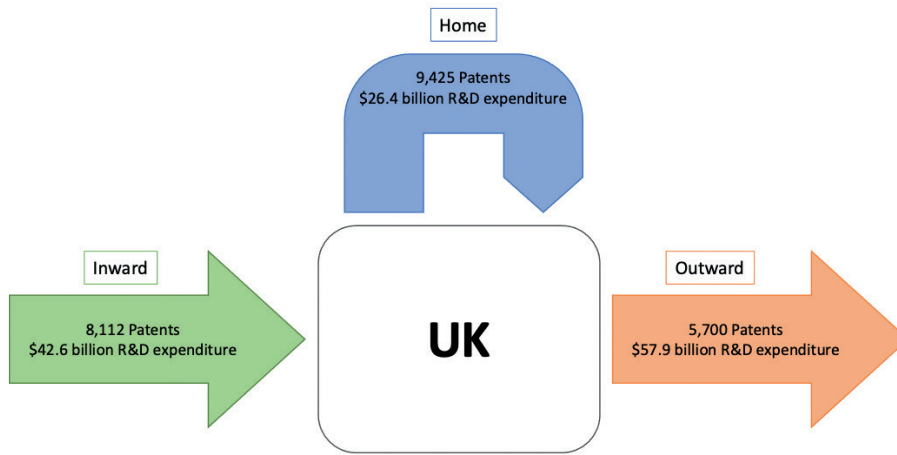 Home
9,425 Patents
$26.4 billion R&D expenditure
Inward
8,112 Patents
$42.6 billion R&D expenditure
UK
Outward
5,700 Patents
$57.9 billion R&D expenditure